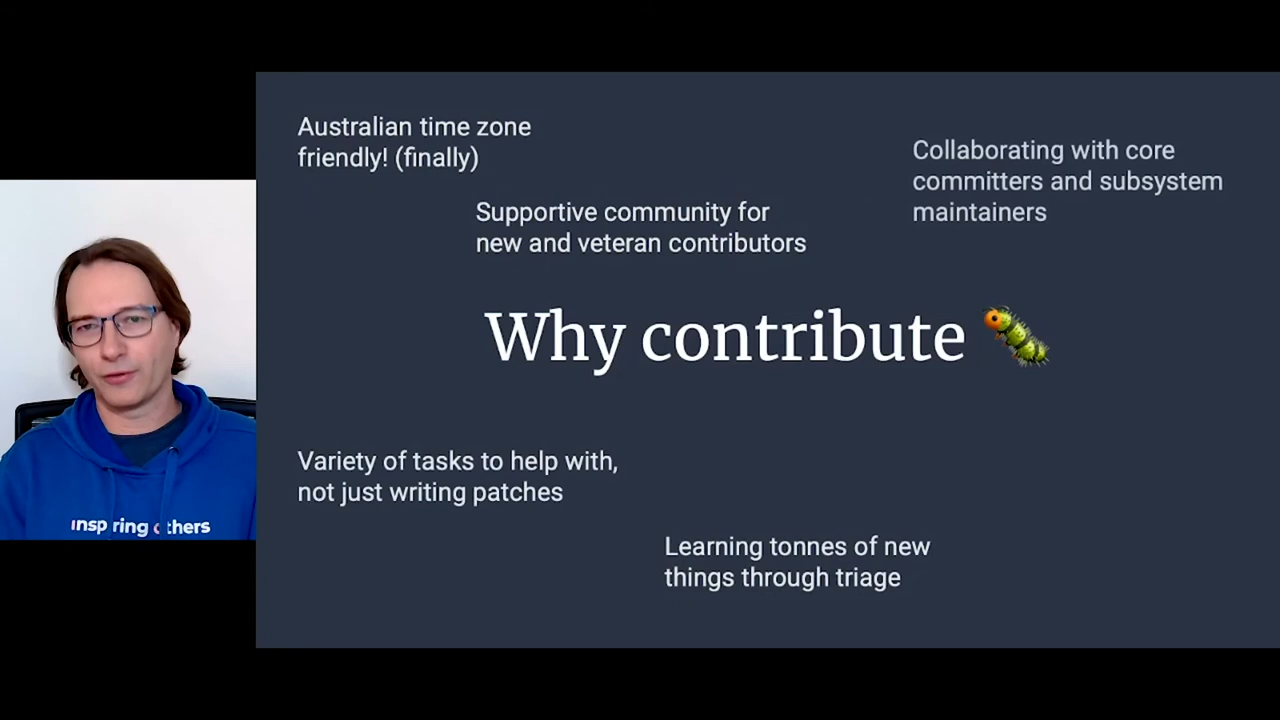 Australian time zone
friendly! (finally)
Collaborating with core
committers and subsystem
maintainers
Supportive community for
new and veteran contributors
Why contribute
Variety of tasks to help with,
not just writing patches
Learning tonnes of new
things through triage
inspiring others